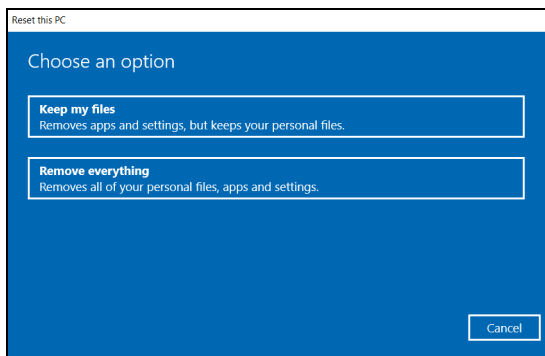 Reset this PC
Choose an option
Keep my files
Removes apps and settings, but keeps your personal files.
Remove everything
Removes all of your personal files, apps and settings.
Cancel